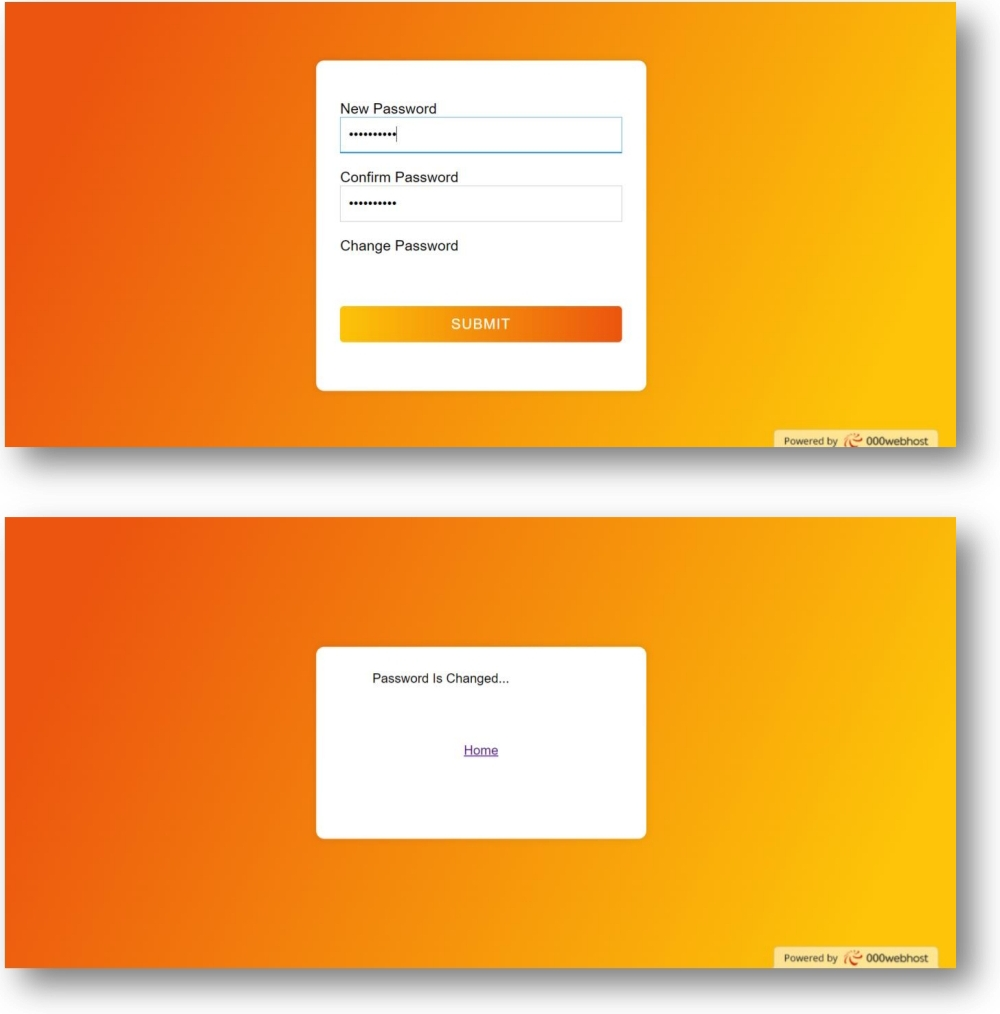 New Password
••••••••••
Confirm Password
••••••••••
Change Password
SUBMIT
Powered by 000webhost
Password Is Changed...
Home
Powered by 000webhost